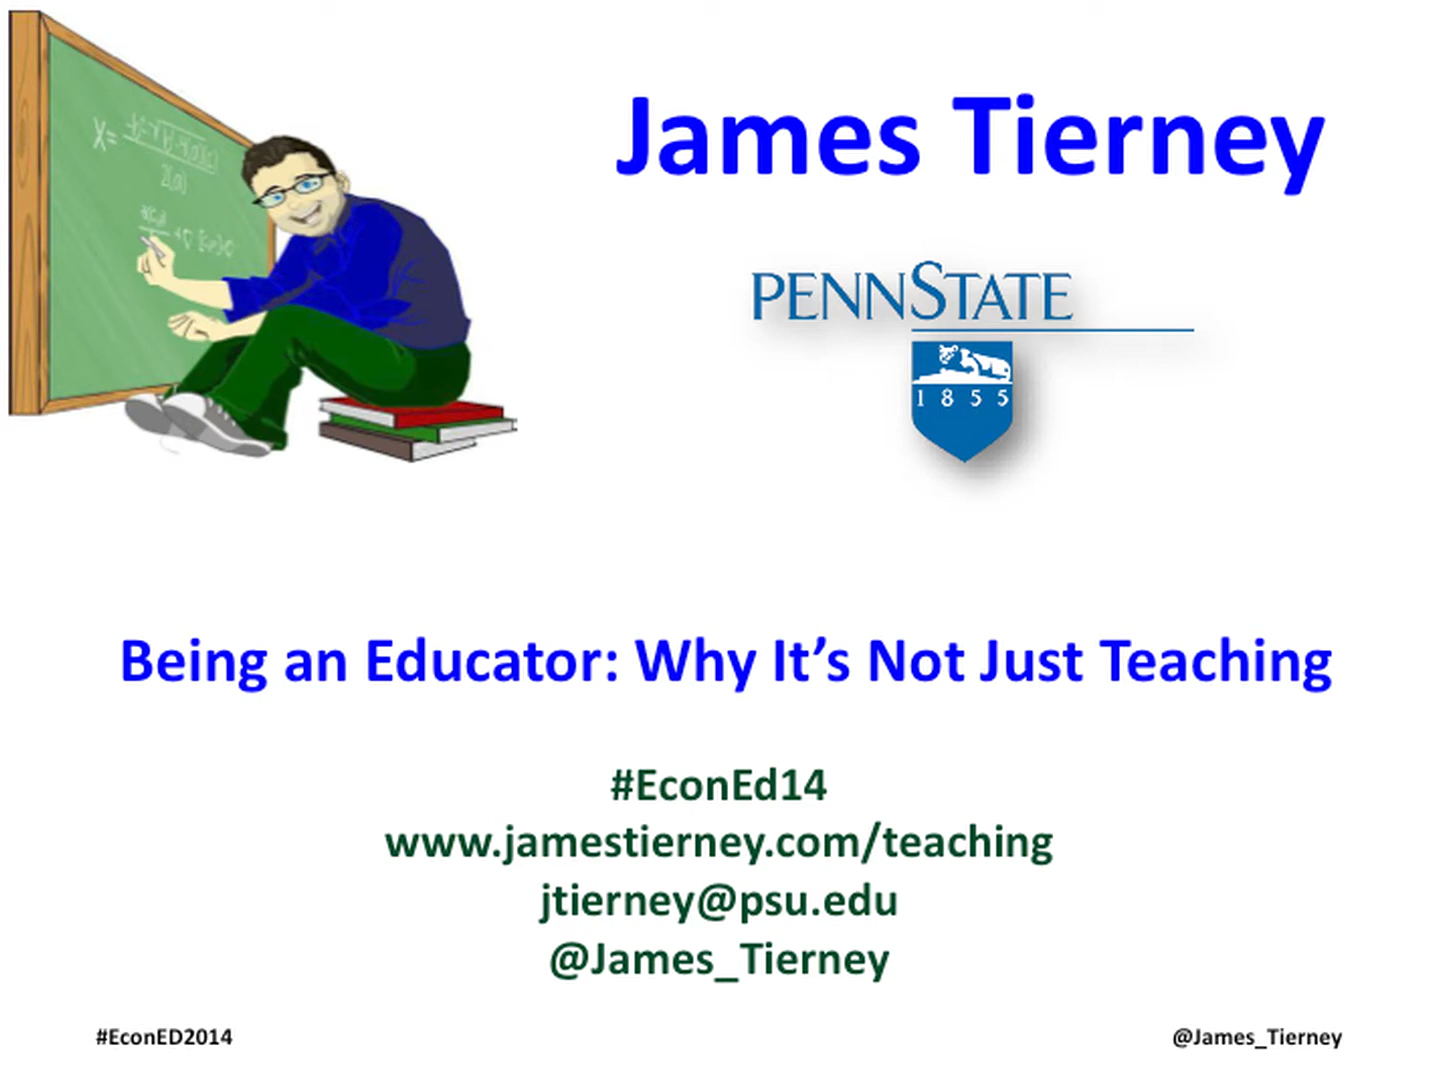 James Tierney
PENNSTATE
1855
Being an Educator: Why It’s Not Just Teaching
#EconEd14
www.jamestierney.com/teaching
jtierney@psu.edu
@James_Tierney
#EconED2014
@James_Tierney